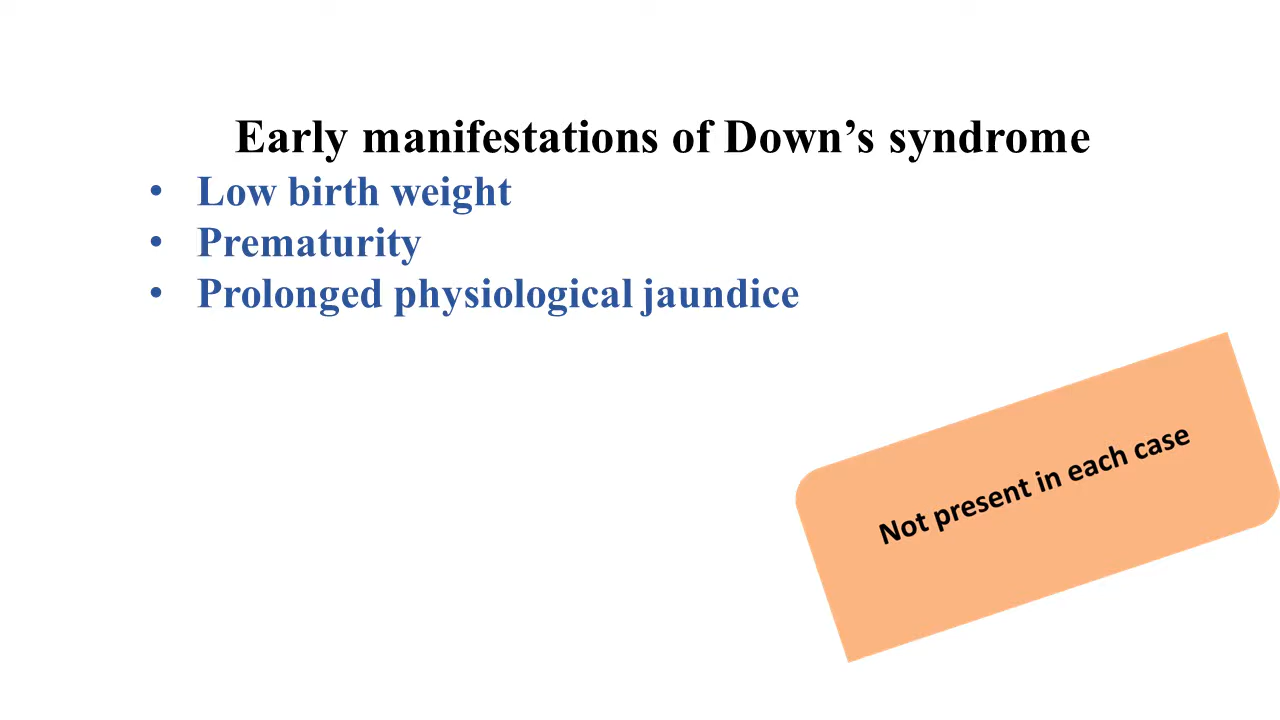 Early manifestations of Down’s syndrome
• Low birth weight
• Prematurity
• Prolonged physiological jaundice
Not present in each case